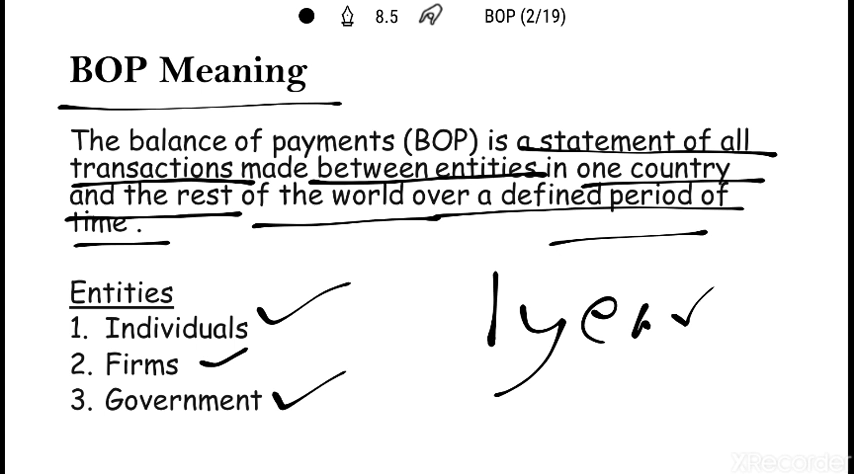 8.5 BOP (2/19)
BOP Meaning
The balance of payments (BOP) is a statement of all
transactions made between entities in one country
and the rest of the world over a defined period of
time .
Entities
1. Individuals
2. Firms
3. Government
1 year
XRecorder